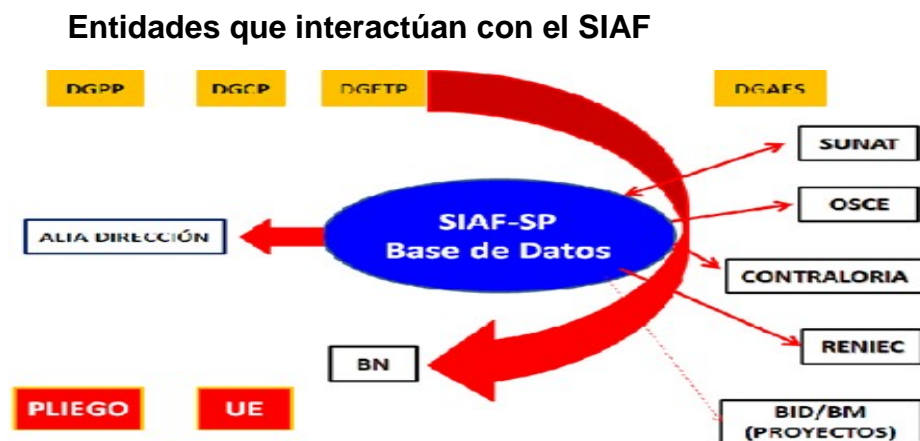 Entidades que interactúan con el SIAF
DGPP DGCP DGETP DGAES
SUNAT
OSCE
SIAF-SP
Base de Datos
ALTA DIRECCIÓN
CONTRALORIA
RENIEC
BN
PLIEGO UE
BID/BM
(PROYECTOS)